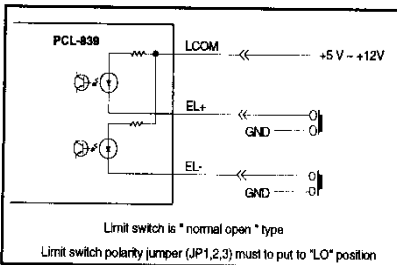 PCL-839
LCOM
+5 V ~ +12V
EL+
GND
EL-
GND
Limit switch is " normal open " type
Limit switch polarity jumper (JP1,2,3) must to put to "LO" position